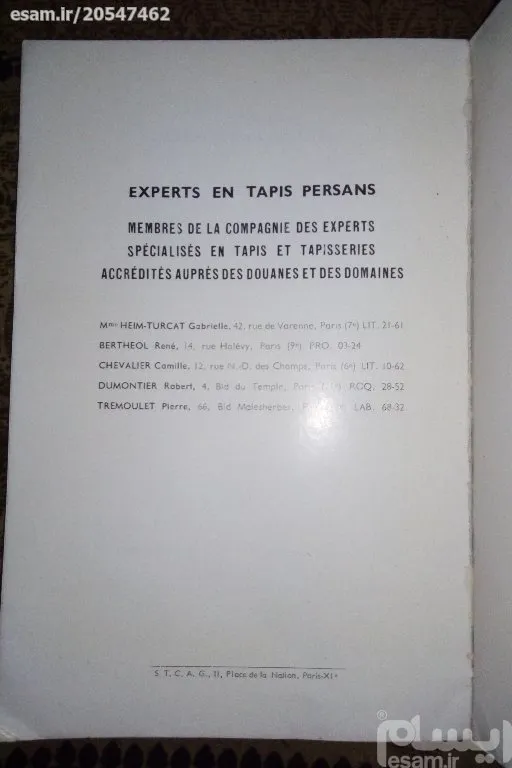 esam.ir/20547462
EXPERTS EN TAPIS PERSANS
MEMBRES DE LA COMPAGNIE DES EXPERTS
SPÉCIALISÉS EN TAPIS ET TAPISSERIES
ACCRÉDITÉS AUPRÈS DES DOUANES ET DES DOMAINES
Mme HEIM-TURCAT Gabrielle, 42, rue de Varenne, Paris (7e) LIT. 21-61
BERTHEOL René, 14, rue Halévy, Paris (9e) PRO. 03-24
CHEVALIER Camille, 12, rue N.-D. des Champs, Paris (6e) LIT. 10-62
DUMONTIER Robert, 4, Bld du Temple, Paris ROQ. 28-52
TREMOULET Pierre, 66, Bld Malesherbes, LAB. 68-32
S. T. C. A. G., 11, Place de la Nation, Paris-XIe
ایسام
esam.ir